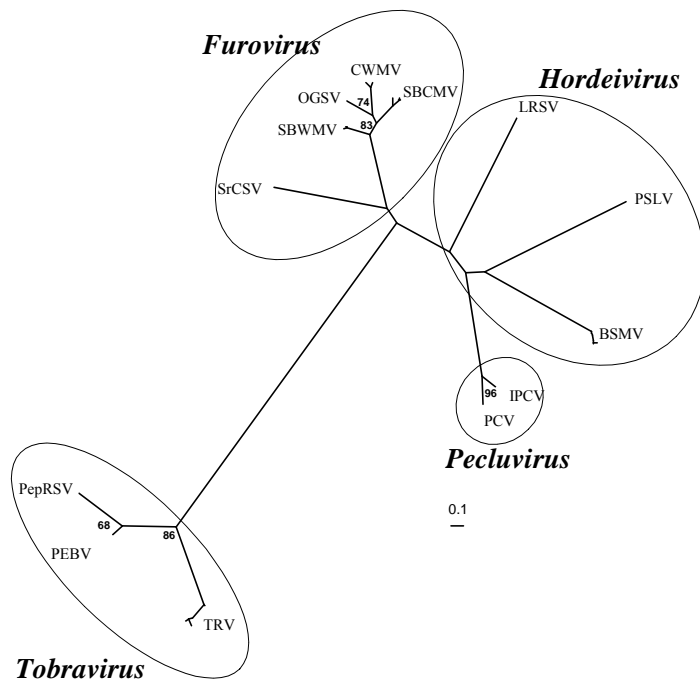 Furovirus
CWMV
Hordeivirus
OGSV
74
SBCMV
LRSV
SBWMV
83
SrCSV
PSLV
BSMV
96
IPCV
PCV
Pecluvirus
PepRSV
0.1
68
86
PEBV
TRV
Tobravirus